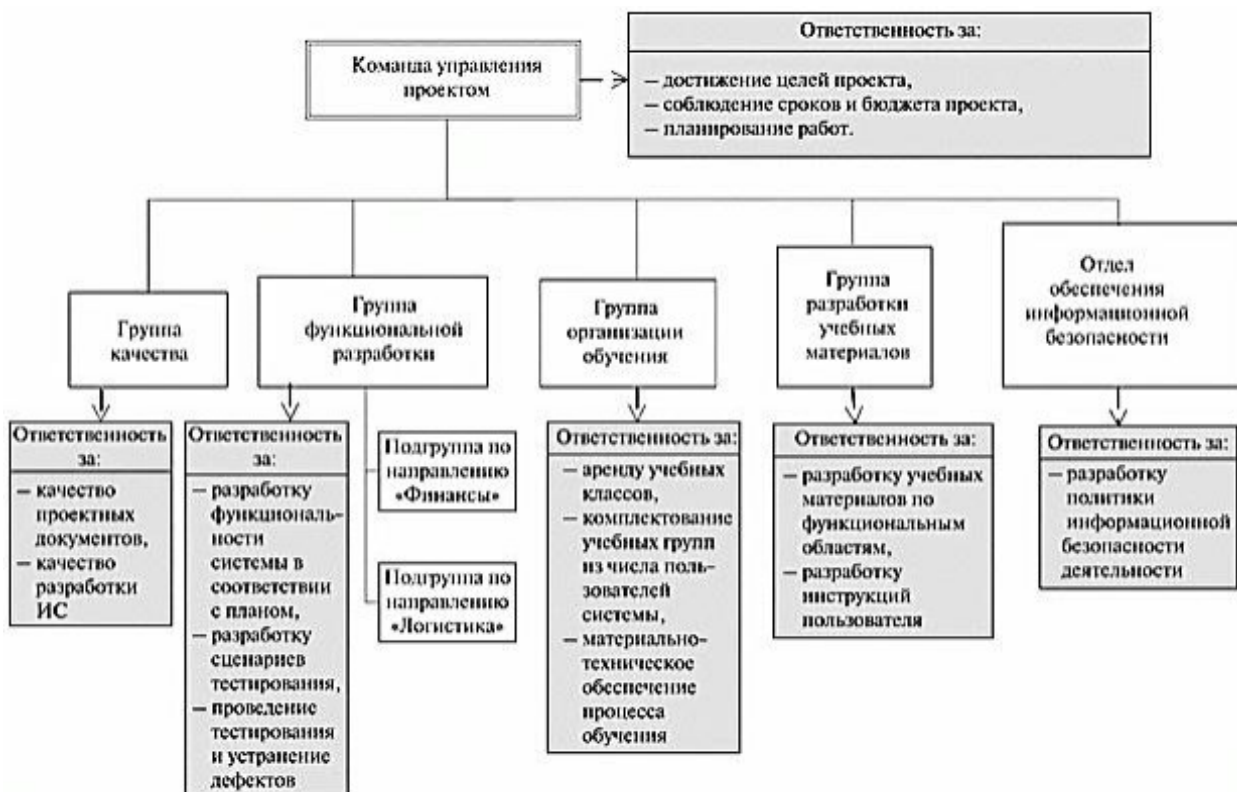 Команда управления
проектом
Ответственность за:
— достижение целей проекта,
— соблюдение сроков и бюджета проекта,
— планирование работ.
Группа
качества
Группа
функциональной
разработки
Группа
организации
обучения
Группа
разработки
учебных
материалов
Отдел
обеспечения
информационной
безопасности
Ответственность
за:
— качество
проектных
документов,
— качество
разработки
ИС
Ответственность
за:
— разработку
функциональ-
ности
системы в
соответствии
с планом,
— разработку
сценариев
тестирования,
— проведение
тестирования
и устранение
дефектов
Подгруппа по
направлению
«Финансы»
Подгруппа по
направлению
«Логистика»
Ответственность за:
— аренду учебных
классов,
— комплектование
учебных групп
из числа поль-
зователей
системы,
— материально-
техническое
обеспечение
процесса
обучения
Ответственность за:
— разработку учебных
материалов по
функциональным
областям,
— разработку
инструкций
пользователя
Ответственность за:
— разработку
политики
информационной
безопасности
деятельности